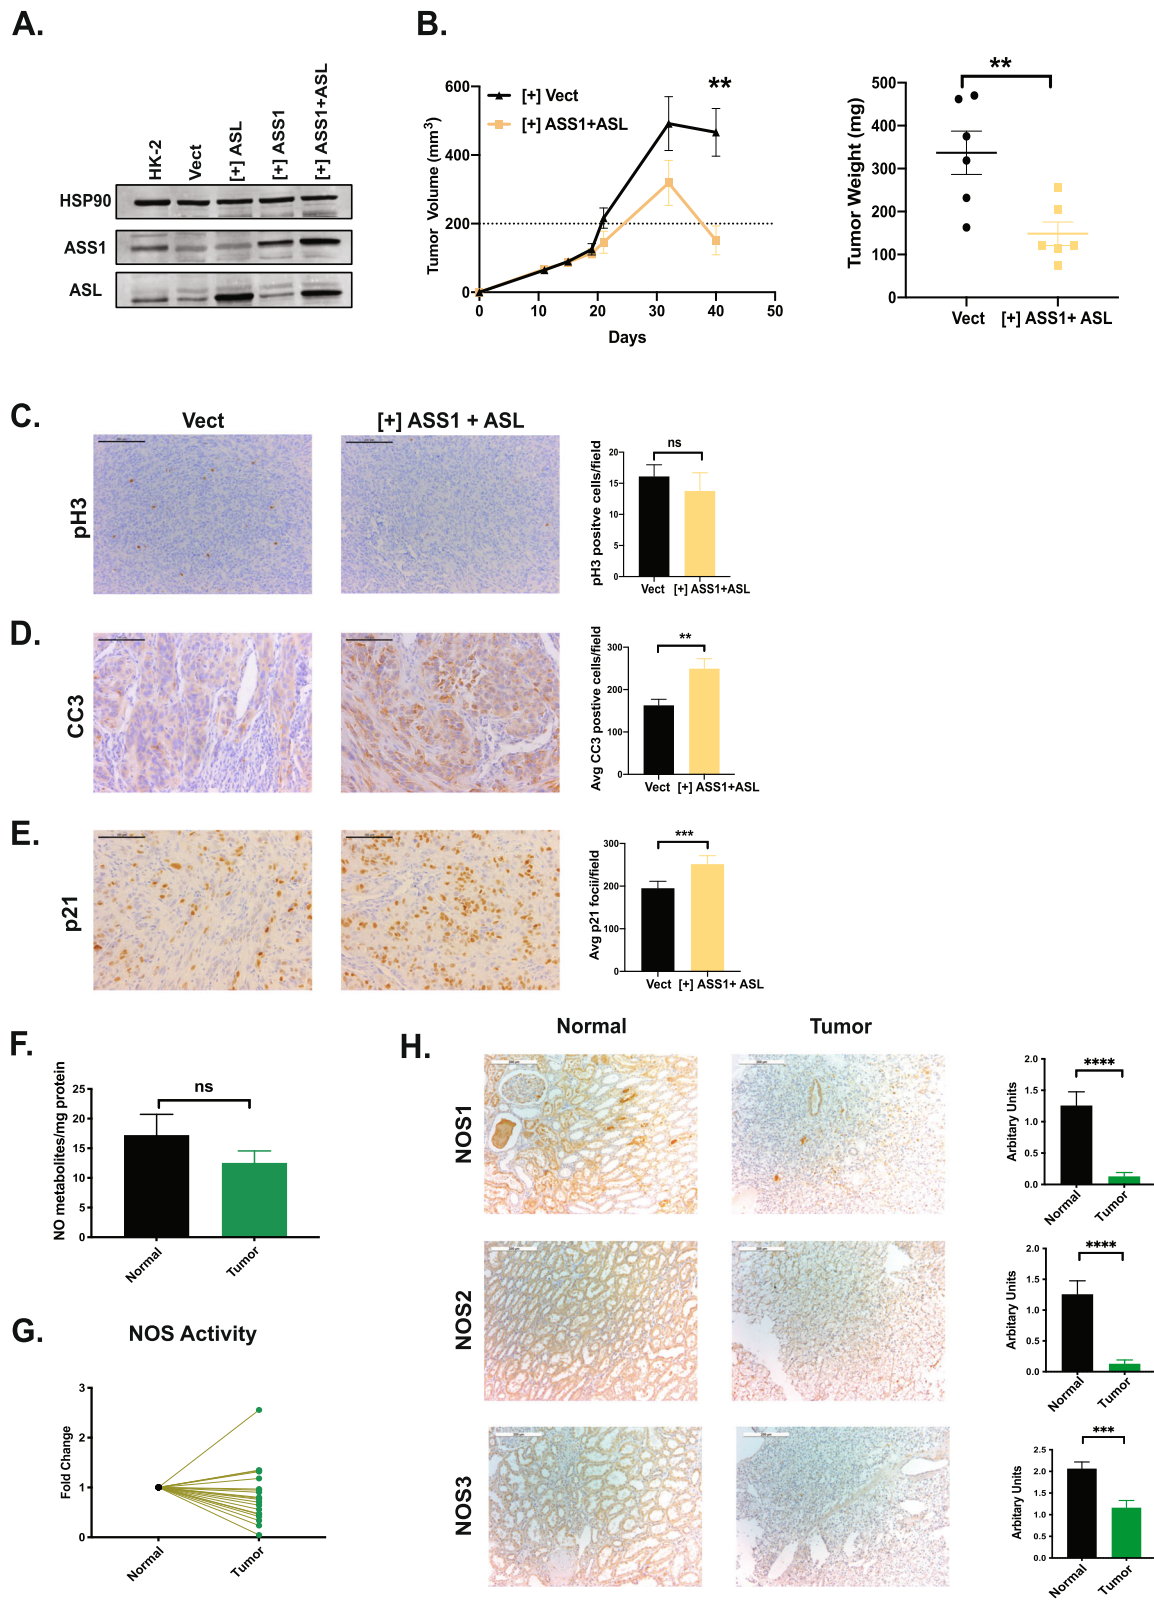 A.
HK-2
Vect
[+] ASL
[+] ASS1
[+] ASS1+ASL
HSP90
ASS1
ASL
B.
600
400
200
0
0 10 20 30 40 50
Tumor Volume (mm3)
Days
[+] Vect
[+] ASS1+ASL
**
500
400
300
200
100
0
Tumor Weight (mg)
**
Vect [+] ASS1+ ASL
C.
Vect
[+] ASS1 + ASL
pH3
20
15
10
5
0
pH3 positve cells/field
ns
Vect [+] ASS1+ASL
D.
CC3
300
200
100
0
Avg CC3 postive cells/field
**
Vect [+] ASS1+ASL
E.
p21
300
200
100
0
Avg p21 focii/field
***
Vect [+] ASS1+ ASL
F.
25
20
15
10
5
0
NO metabolites/mg protein
ns
Normal
Tumor
G.
NOS Activity
3
2
1
0
Fold Change
Normal
Tumor
H.
Normal
Tumor
NOS1
2.0
1.5
1.0
0.5
0.0
Arbitary Units
****
Normal
Tumor
NOS2
2.0
1.5
1.0
0.5
0.0
Arbitary Units
****
Normal
Tumor
NOS3
2.5
2.0
1.5
1.0
0.5
0.0
Arbitary Units
***
Normal
Tumor